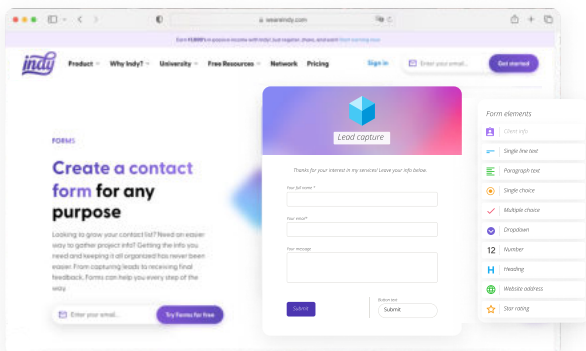 weareindy.com
indy
Product
Why Indy?
University
Free Resources
Network
Pricing
Sign in
Enter your email...
Get started
FORMS
Create a contact
form for any
purpose
Looking to grow your contact list? Need an easier
way to gather project info? Getting the info you
need and keeping it all organized has never been
easier. From capturing leads to receiving final
feedback, Forms can help you every step of the
way.
Enter your email...
Try Forms for free
Lead capture
Thanks for your interest in my services! Leave your info below.
Your full name *
Your email*
Your message
Submit
Button text
Submit
Form elements
Client info
Single line text
Paragraph text
Single choice
Multiple choice
Dropdown
12 Number
H Heading
Website address
Star rating